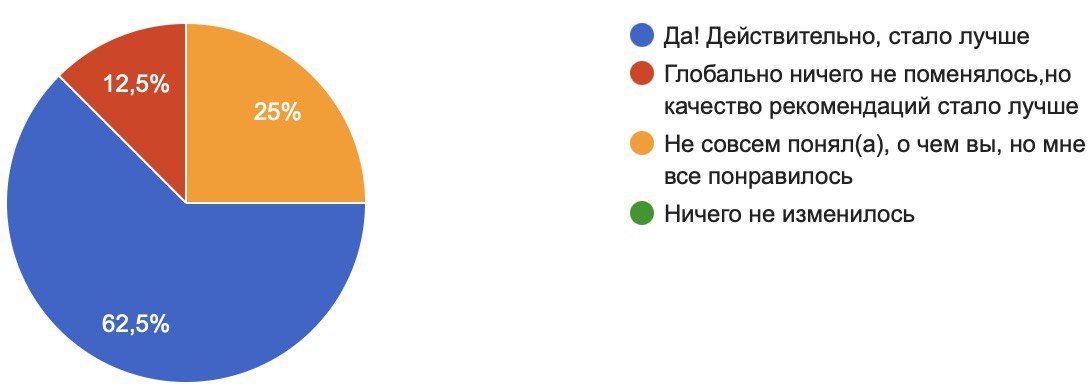 12,5%
25%
62,5%
Да! Действительно, стало лучше
Глобально ничего не поменялось,но
качество рекомендаций стало лучше
Не совсем понял(а), о чем вы, но мне
все понравилось
Ничего не изменилось